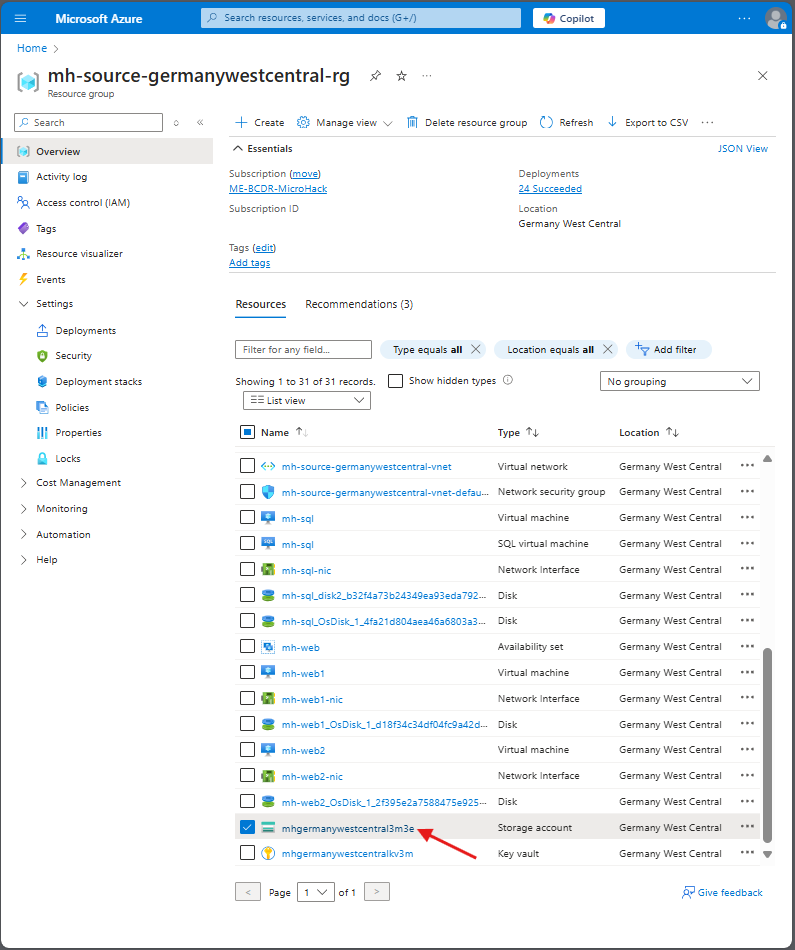 Microsoft Azure
Search resources, services, and docs (G+/)
Copilot
Home
mh-source-germanywestcentral-rg
Resource group
Search
Overview
Activity log
Access control (IAM)
Tags
Resource visualizer
Events
Settings
Deployments
Security
Deployment stacks
Policies
Properties
Locks
Cost Management
Monitoring
Automation
Help
Create Manage view Delete resource group Refresh Export to CSV
Essentials JSON View
Subscription (move)
ME-BCDR-MicroHack
Subscription ID
Deployments
24 Succeeded
Location
Germany West Central
Tags (edit)
Add tags
Resources Recommendations (3)
Filter for any field...
Type equals all
Location equals all
Add filter
Showing 1 to 31 of 31 records.
Show hidden types
No grouping
List view
Name Type Location
mh-source-germanywestcentral-vnet Virtual network Germany West Central
mh-source-germanywestcentral-vnet-defau... Network security group Germany West Central
mh-sql Virtual machine Germany West Central
mh-sql SQL virtual machine Germany West Central
mh-sql-nic Network Interface Germany West Central
mh-sql_disk2_b32f4a73b24349ea93eda792... Disk Germany West Central
mh-sql_OsDisk_1_4fa21d804aea46a6803a3... Disk Germany West Central
mh-web Availability set Germany West Central
mh-web1 Virtual machine Germany West Central
mh-web1-nic Network Interface Germany West Central
mh-web1_OsDisk_1_d18f34c34df04fc9a42d... Disk Germany West Central
mh-web2 Virtual machine Germany West Central
mh-web2-nic Network Interface Germany West Central
mh-web2_OsDisk_1_2f395e2a7588475e925... Disk Germany West Central
mhgermanywestcentral3m3e Storage account Germany West Central
mhgermanywestcentralkv3m Key vault Germany West Central
< Page 1 of 1 >
Give feedback